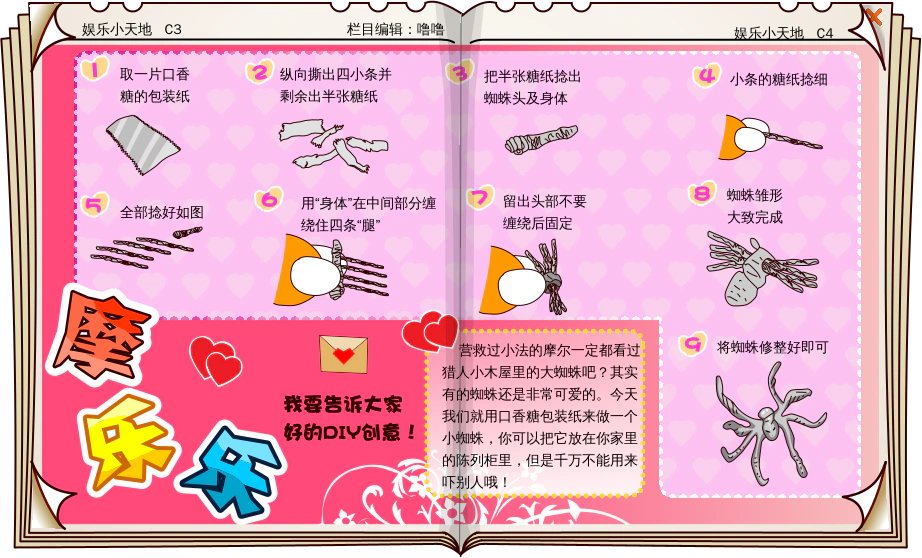 娱乐小天地 C3
栏目编辑：噜噜
娱乐小天地 C4
1
取一片口香
糖的包装纸
2
纵向撕出四小条并
剩余出半张糖纸
3
把半张糖纸捻出
蜘蛛头及身体
4
小条的糖纸捻细
5
全部捻好如图
6
用“身体”在中间部分缠
绕住四条“腿”
7
留出头部不要
缠绕后固定
8
蜘蛛雏形
大致完成
9
将蜘蛛修整好即可
摩
乐
乐
我要告诉大家
好的DIY创意！
营救过小法的摩尔一定都看过
猎人小木屋里的大蜘蛛吧？其实
有的蜘蛛还是非常可爱的。今天
我们就用口香糖包装纸来做一个
小蜘蛛，你可以把它放在你家里
的陈列柜里，但是千万不能用来
吓别人哦！